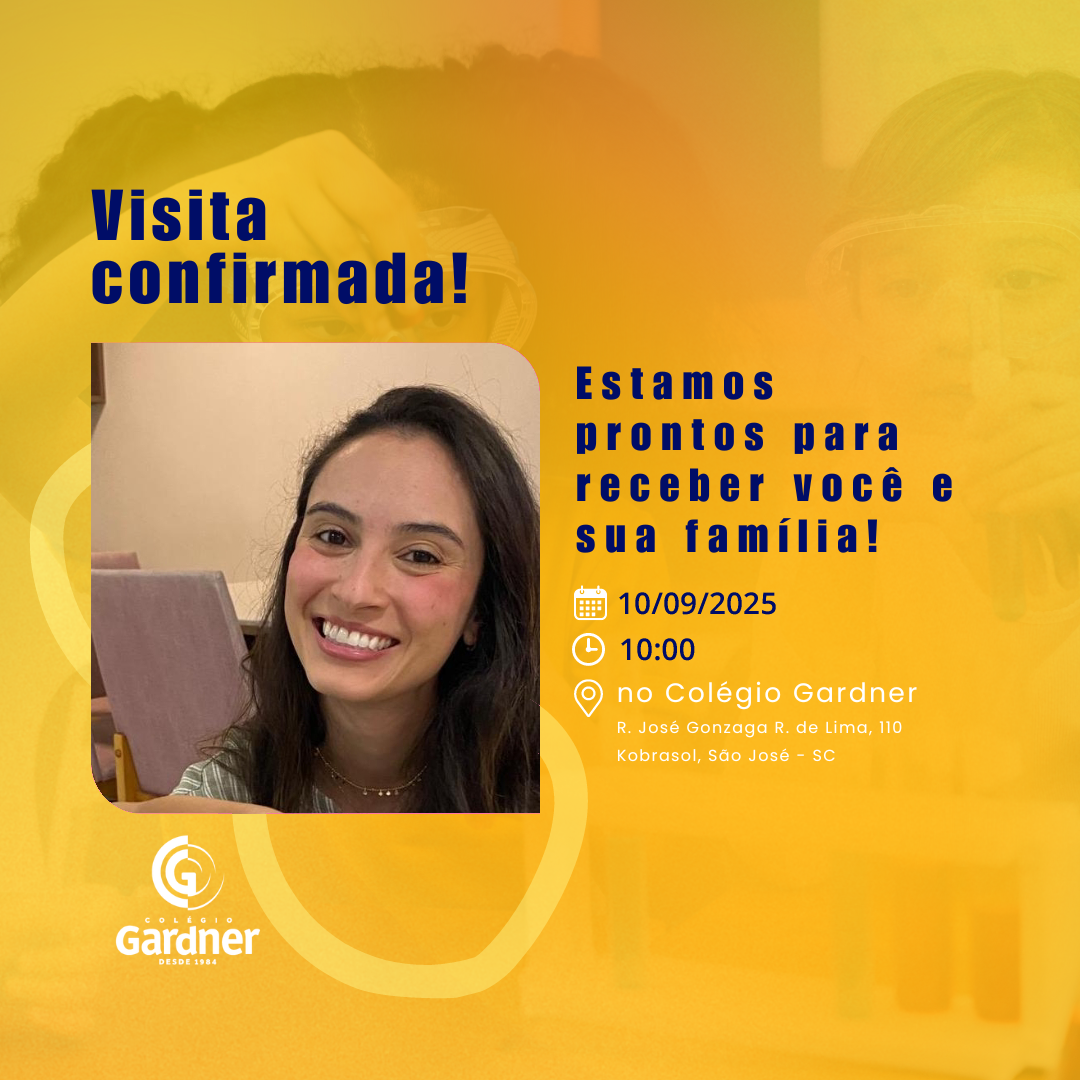 Visita
confirmada!
Estamos
prontos para
receber você e
sua família!
10/09/2025
10:00
no Colégio Gardner
R. José Gonzaga R. de Lima, 110
Kobrasol, São José - SC
G
COLÉGIO
Gardner
DESDE 1984